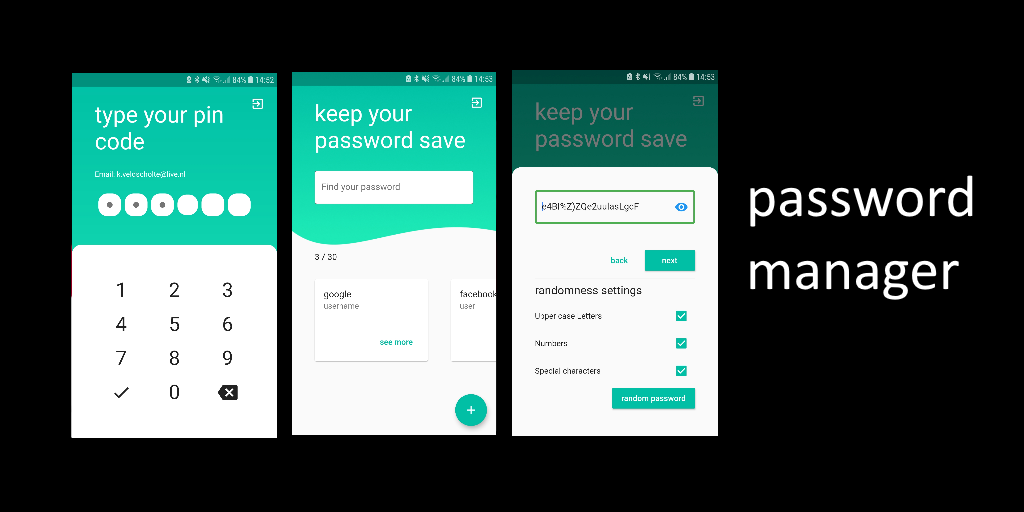 84% 14:52
type your pin
code
Email: k.veldscholte@live.nl
1 2 3
4 5 6
7 8 9
0
84% 14:53
keep your
password save
Find your password
3 / 30
google
username
see more
facebook
user
+
84% 14:53
keep your
password save
back
next
randomness settings
Upper case Letters
Numbers
Special characters
random password
password
manager